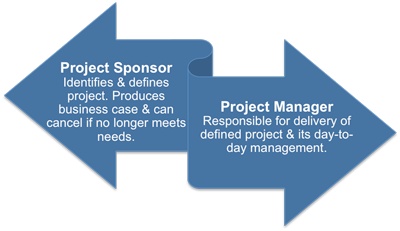 Project Sponsor
Identifies & defines
project. Produces
business case & can
cancel if no longer meets
needs.
Project Manager
Responsible for delivery of
defined project & its day-to-
day management.